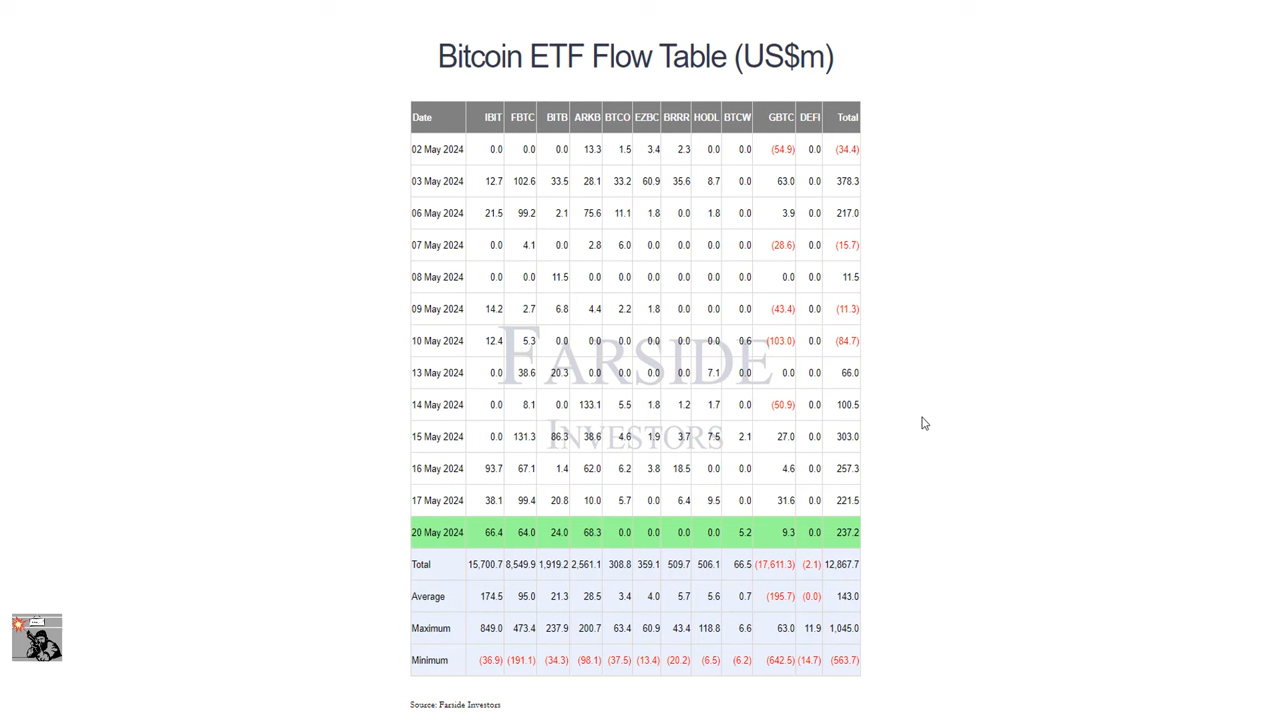 Bitcoin ETF Flow Table (US$m)
Date IBIT FBTC BITB ARKB BTCO EZBC BRRR HODL BTCW GBTC DEFI Total
02 May 2024 0.0 0.0 0.0 13.3 1.5 3.4 2.3 0.0 0.0 (54.9) 0.0 (34.4)
03 May 2024 12.7 102.6 33.5 28.1 33.2 60.9 35.6 8.7 0.0 63.0 0.0 378.3
06 May 2024 21.5 99.2 2.1 75.6 11.1 1.8 0.0 1.8 0.0 3.9 0.0 217.0
07 May 2024 0.0 4.1 0.0 2.8 6.0 0.0 0.0 0.0 0.0 (28.6) 0.0 (15.7)
08 May 2024 0.0 0.0 11.5 0.0 0.0 0.0 0.0 0.0 0.0 0.0 0.0 11.5
09 May 2024 14.2 2.7 6.8 4.4 2.2 1.8 0.0 0.0 0.0 (43.4) 0.0 (11.3)
10 May 2024 12.4 5.3 0.0 0.0 0.0 0.0 0.0 0.0 0.6 (103.0) 0.0 (84.7)
FARSIDE
13 May 2024 0.0 38.6 20.3 0.0 0.0 0.0 0.0 7.1 0.0 0.0 0.0 66.0
14 May 2024 0.0 8.1 0.0 133.1 5.5 1.8 1.2 1.7 0.0 (50.9) 0.0 100.5
15 May 2024 0.0 131.3 86.3 38.6 4.6 1.9 3.7 7.5 2.1 27.0 0.0 303.0
INVESTORS
16 May 2024 93.7 67.1 1.4 62.0 6.2 3.8 18.5 0.0 0.0 4.6 0.0 257.3
17 May 2024 38.1 99.4 20.8 10.0 5.7 0.0 6.4 9.5 0.0 31.6 0.0 221.5
20 May 2024 66.4 64.0 24.0 68.3 0.0 0.0 0.0 0.0 5.2 9.3 0.0 237.2
Total 15,700.7 8,549.9 1,919.2 2,561.1 308.8 359.1 509.7 506.1 66.5 (17,611.3) (2.1) 12,867.7
Average 174.5 95.0 21.3 28.5 3.4 4.0 5.7 5.6 0.7 (195.7) (0.0) 143.0
Maximum 849.0 473.4 237.9 200.7 63.4 60.9 43.4 118.8 6.6 63.0 11.9 1,045.0
Minimum (36.9) (191.1) (34.3) (98.1) (37.5) (13.4) (20.2) (6.5) (6.2) (642.5) (14.7) (563.7)
Source: Farside Investors